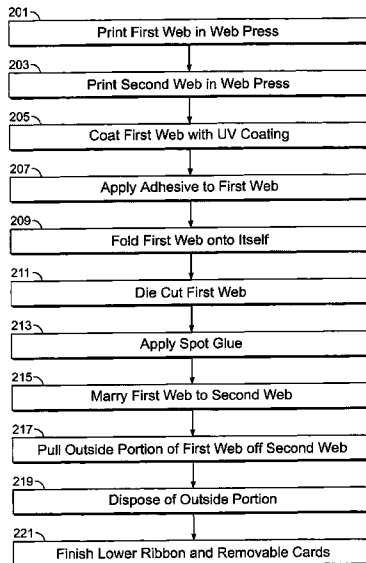 201
Print First Web in Web Press
203
Print Second Web in Web Press
205
Coat First Web with UV Coating
207
Apply Adhesive to First Web
209
Fold First Web onto Itself
211
Die Cut First Web
213
Apply Spot Glue
215
Marry First Web to Second Web
217
Pull Outside Portion of First Web off Second Web
219
Dispose of Outside Portion
221
Finish Lower Ribbon and Removable Cards